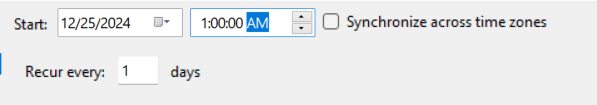 Start: 12/25/2024 1:00:00 AM Synchronize across time zones
Recur every: 1 days